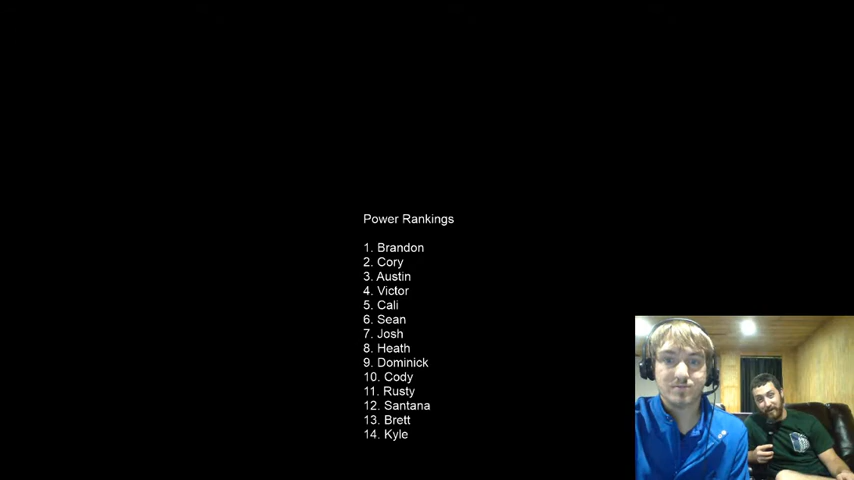 Power Rankings
1. Brandon
2. Cory
3. Austin
4. Victor
5. Cali
6. Sean
7. Josh
8. Heath
9. Dominick
10. Cody
11. Rusty
12. Santana
13. Brett
14. Kyle